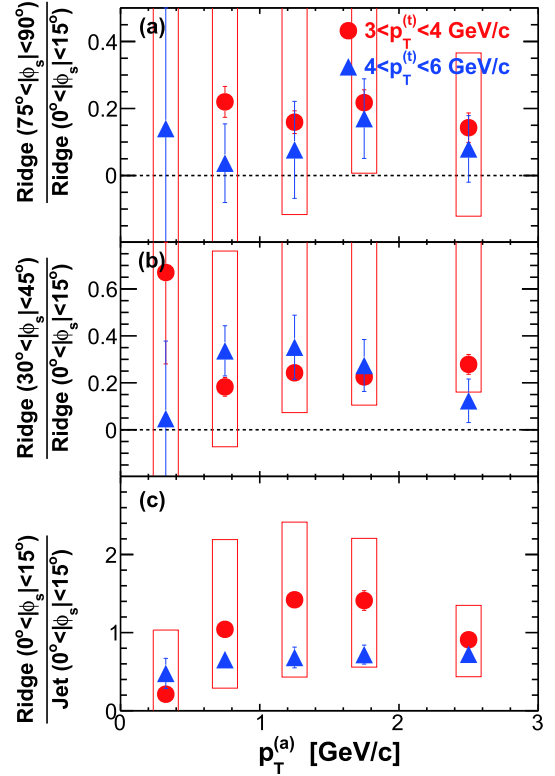 (a)
3<p_T^(t)<4 GeV/c
4<p_T^(t)<6 GeV/c
Ridge (75°<|ϕ_s|<90°)
Ridge (0°<|ϕ_s|<15°)
0.4
0.2
0
(b)
Ridge (30°<|ϕ_s|<45°)
Ridge (0°<|ϕ_s|<15°)
0.6
0.4
0.2
0
(c)
Ridge (0°<|ϕ_s|<15°)
Jet (0°<|ϕ_s|<15°)
2
1
0
0 1 2 3
p_T^(a) [GeV/c]